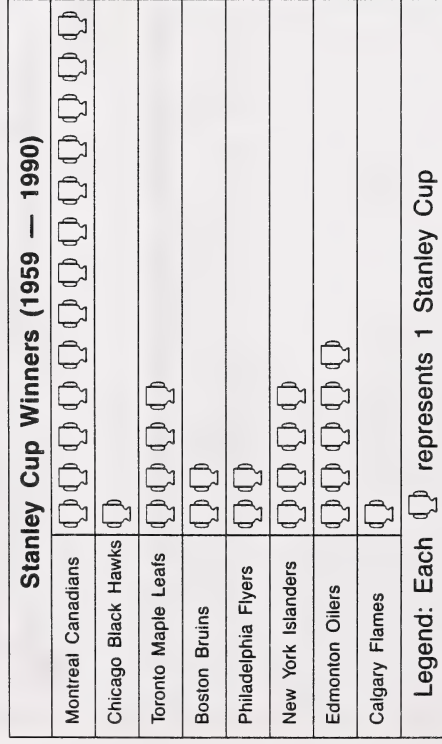 Stanley Cup Winners (1959 — 1990)
Montreal Canadians
Chicago Black Hawks
Toronto Maple Leafs
Boston Bruins
Philadelphia Flyers
New York Islanders
Edmonton Oilers
Calgary Flames
Legend: Each represents 1 Stanley Cup